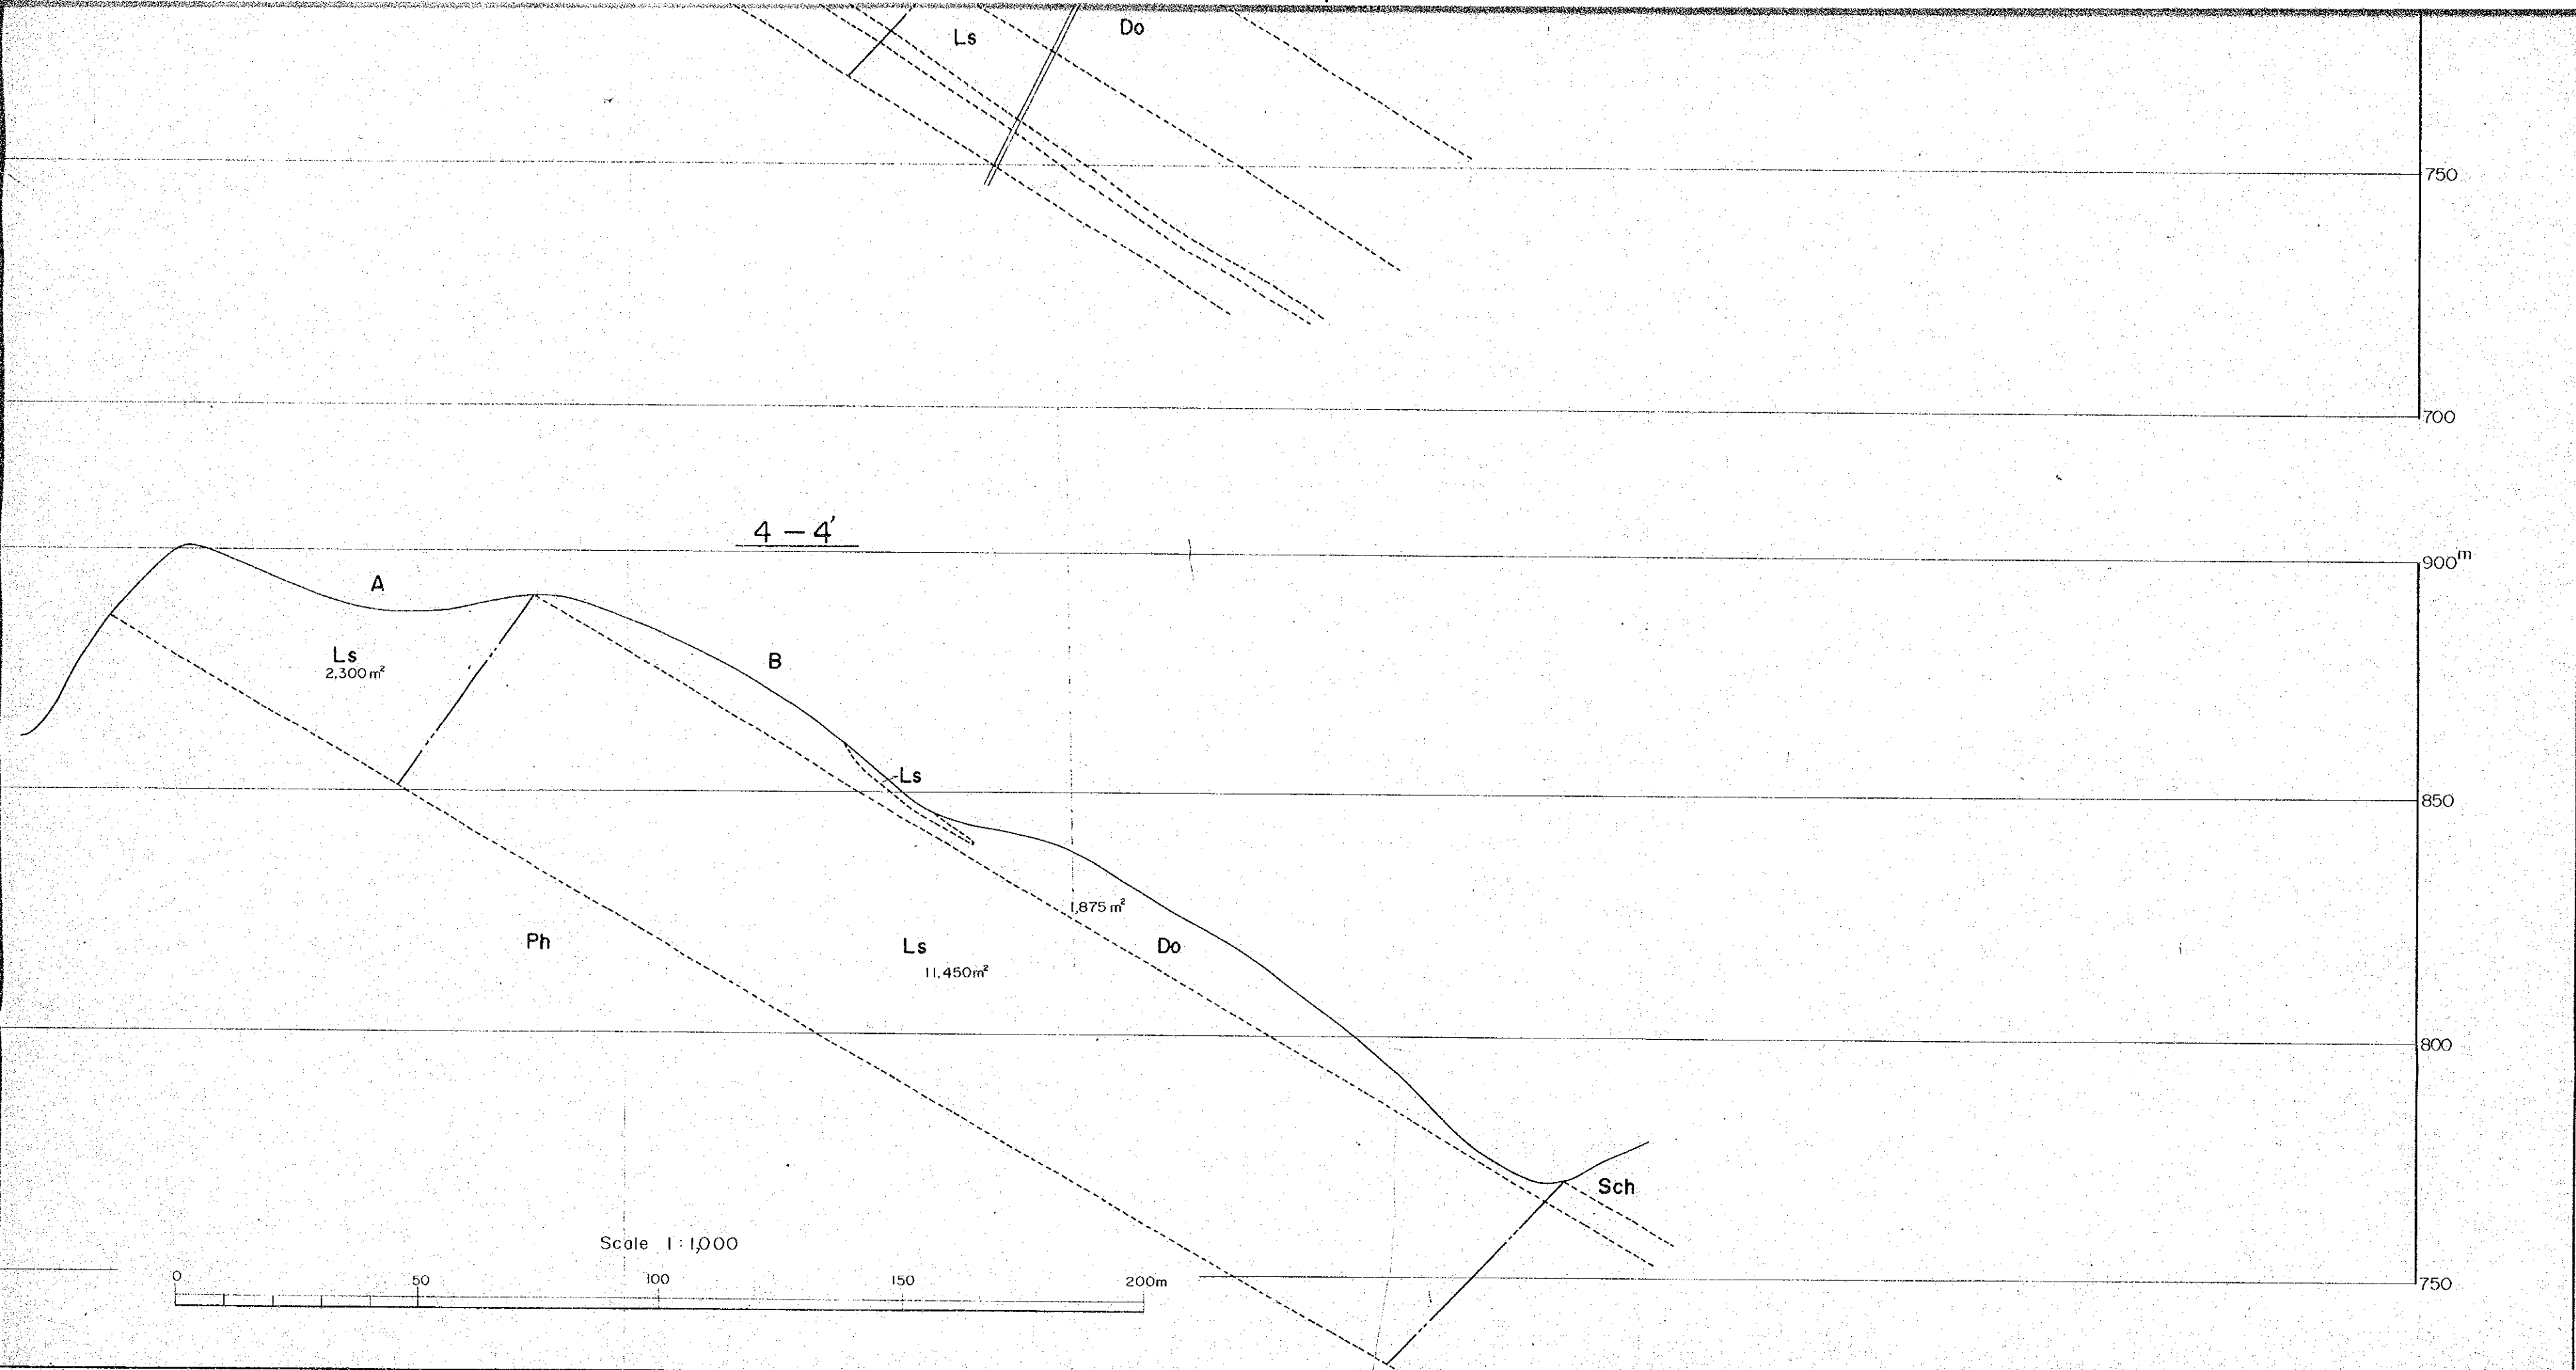 Ls
Do
750
700
4 – 4'
900m
A
Ls
2,300 m²
B
Ls
850
1,875 m²
Ph
Ls
11,450 m²
Do
800
Sch
Scale 1:1,000
0 50 100 150 200m
750